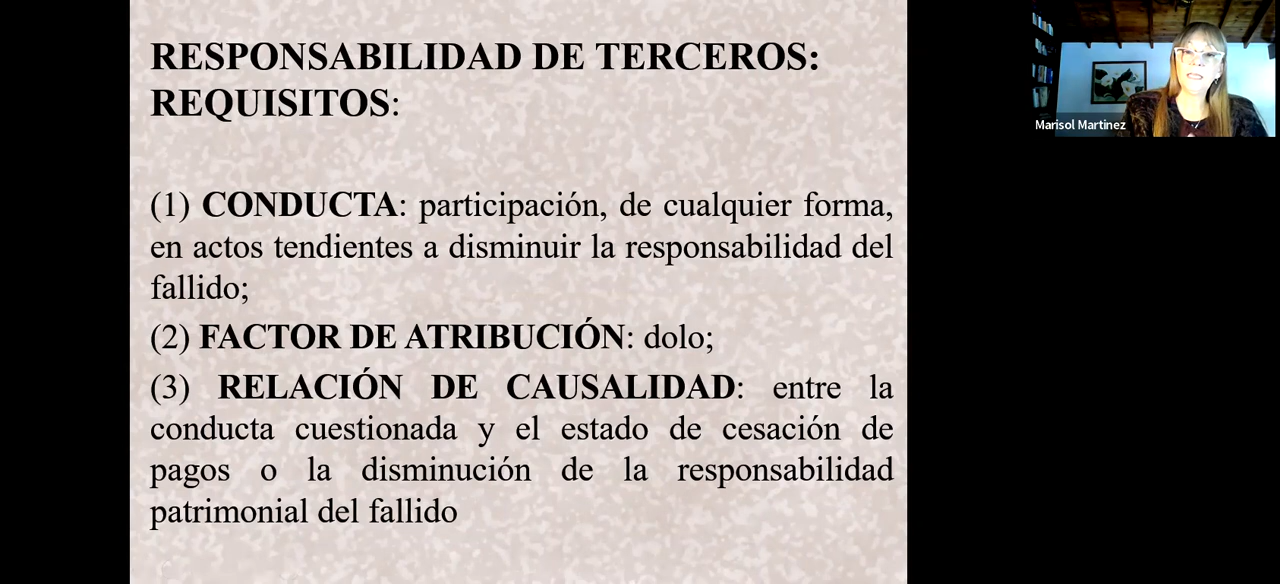 RESPONSABILIDAD DE TERCEROS:
REQUISITOS:
(1) CONDUCTA: participación, de cualquier forma,
en actos tendientes a disminuir la responsabilidad del
fallido;
(2) FACTOR DE ATRIBUCIÓN: dolo;
(3) RELACIÓN DE CAUSALIDAD: entre la
conducta cuestionada y el estado de cesación de
pagos o la disminución de la responsabilidad
patrimonial del fallido
Marisol Martinez